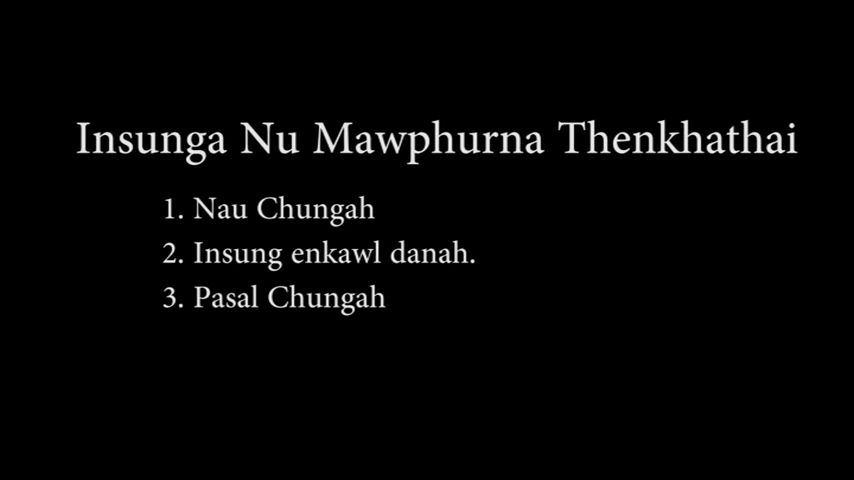 Insunga Nu Mawphurna Thenkhathai
1. Nau Chungah
2. Insung enkawl danah.
3. Pasal Chungah